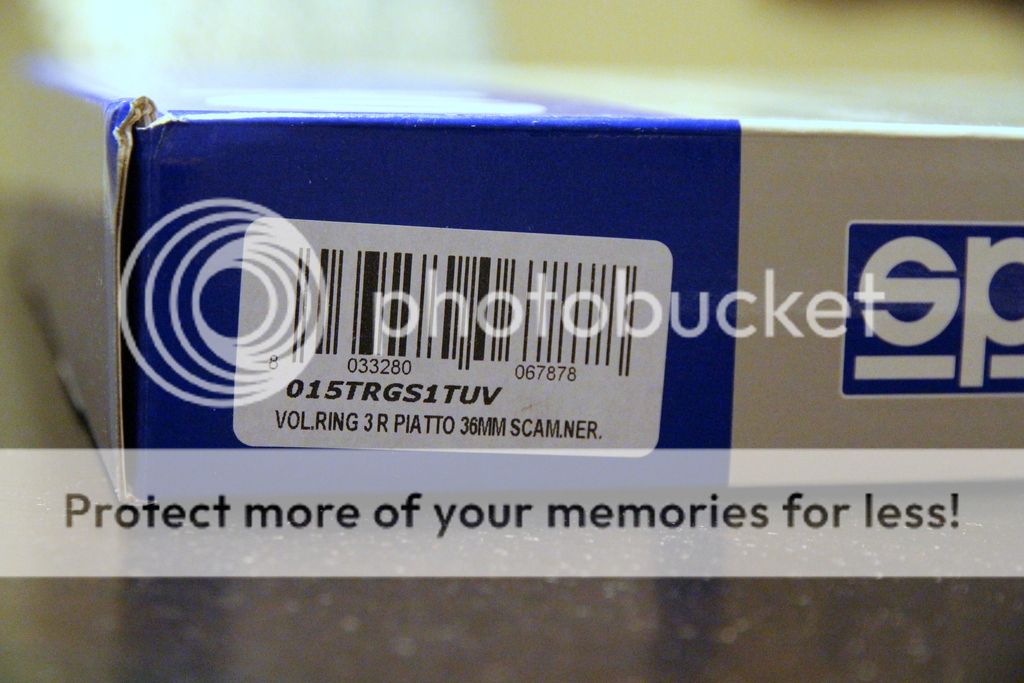 photobucket
sp
8 033280 067878
015TRGS1TUV
VOL.RING 3 R PIATTO 36MM SCAM.NER.
Protect more of your memories for less!